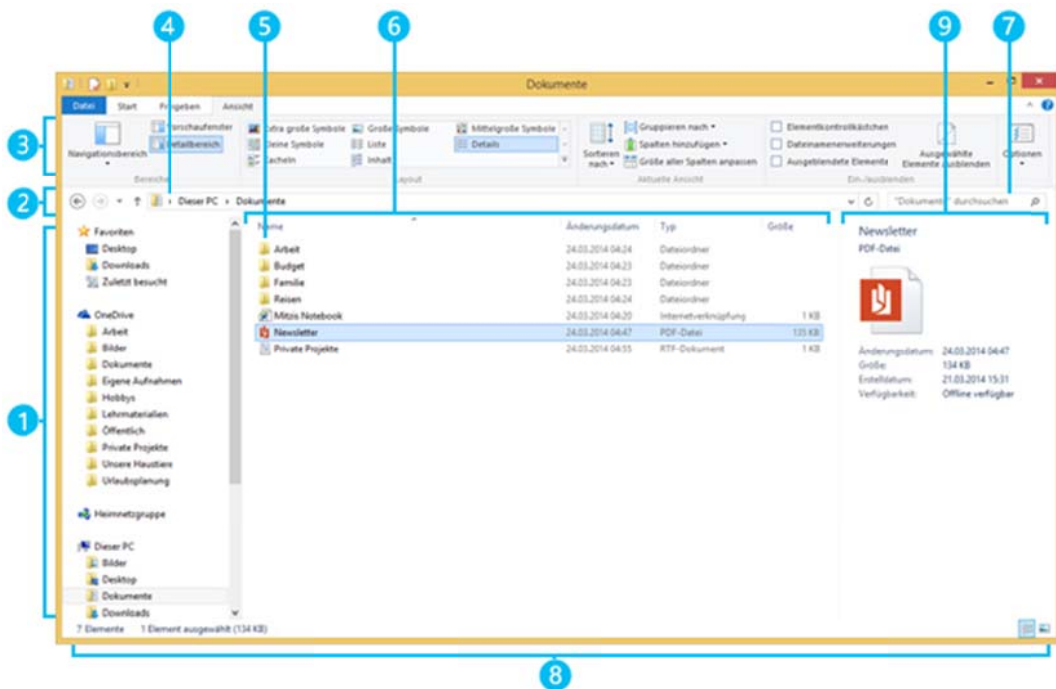 4 5 6 9 7
Dokumente
Datei Start Freigeben Ansicht
3
Navigationsbereich
Vorschaufenster
Detailbereich
Bereiche
Extra große Symbole Große Symbole Mittelgroße Symbole
Kleine Symbole Liste Details
Kacheln Inhalt
Layout
Sortieren nach
Gruppieren nach
Spalten hinzufügen
Größe aller Spalten anpassen
Aktuelle Ansicht
Elementkontrollkästchen
Dateinamenerweiterungen
Ausgeblendete Elemente
Ausgewählte Elemente ausblenden
Ein-/ausblenden
Optionen
2
Dieser PC Dokumente
"Dokumente" durchsuchen
1
Favoriten
Desktop
Downloads
Zuletzt besucht
OneDrive
Arbeit
Bilder
Dokumente
Eigene Aufnahmen
Hobbys
Lehrmaterialien
Öffentlich
Private Projekte
Unsere Haustiere
Urlaubsplanung
Heimnetzgruppe
Dieser PC
Bilder
Desktop
Dokumente
Downloads
Name Änderungsdatum Typ Größe
Arbeit 24.03.2014 04:24 Dateiordner
Budget 24.03.2014 04:23 Dateiordner
Familie 24.03.2014 04:23 Dateiordner
Reisen 24.03.2014 04:24 Dateiordner
Mitzis Notebook 24.03.2014 04:20 Internetverknüpfung 1 KB
Newsletter 24.03.2014 04:47 PDF-Datei 135 KB
Private Projekte 24.03.2014 04:55 RTF-Dokument 1 KB
Newsletter
PDF-Datei
Änderungsdatum: 24.03.2014 04:47
Größe: 134 KB
Erstelldatum: 21.03.2014 15:31
Verfügbarkeit: Offline verfügbar
7 Elemente 1 Element ausgewählt (134 KB)
8